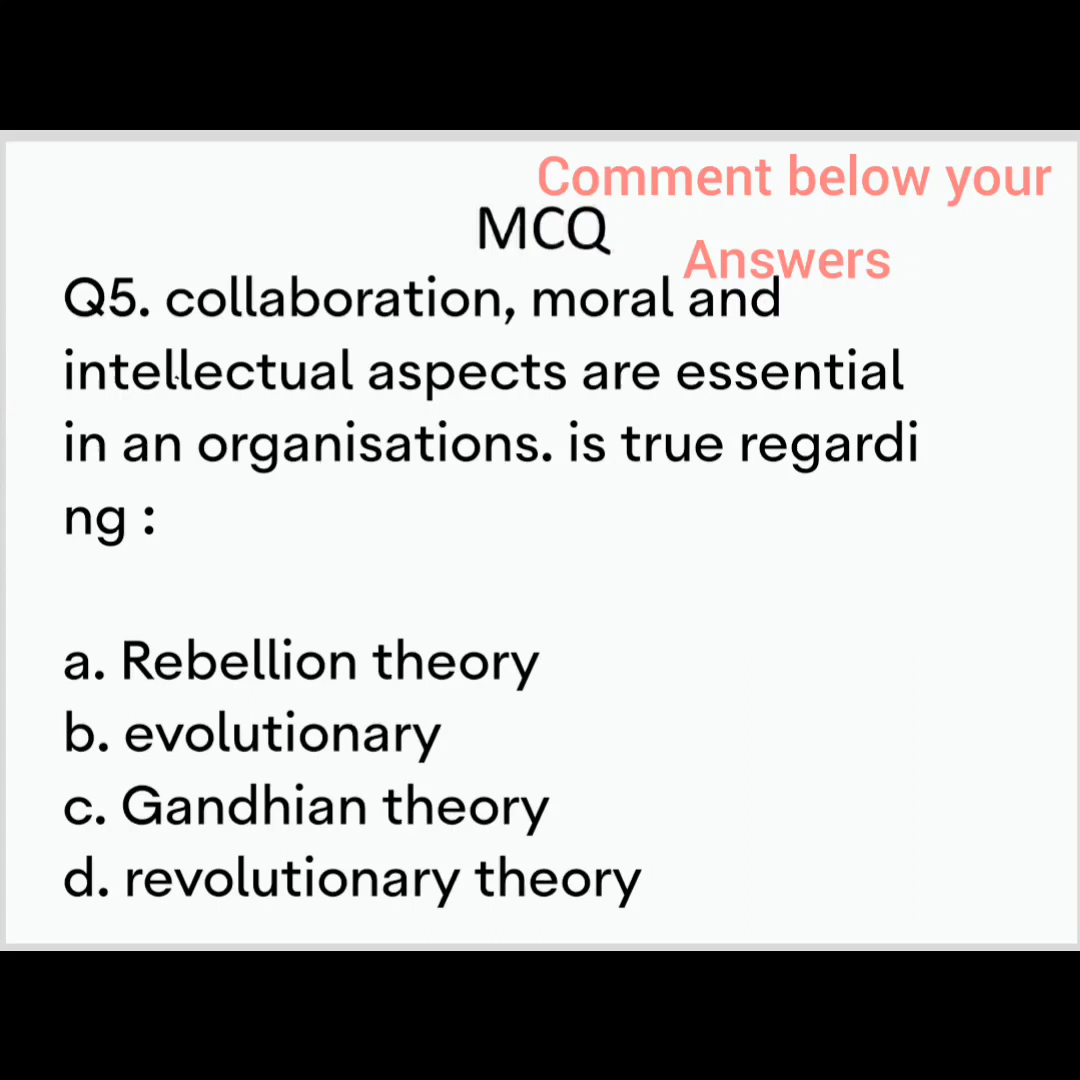 Comment below your
Answers
MCQ
Q5. collaboration, moral and
intellectual aspects are essential
in an organisations. is true regardi
ng :
a. Rebellion theory
b. evolutionary
c. Gandhian theory
d. revolutionary theory